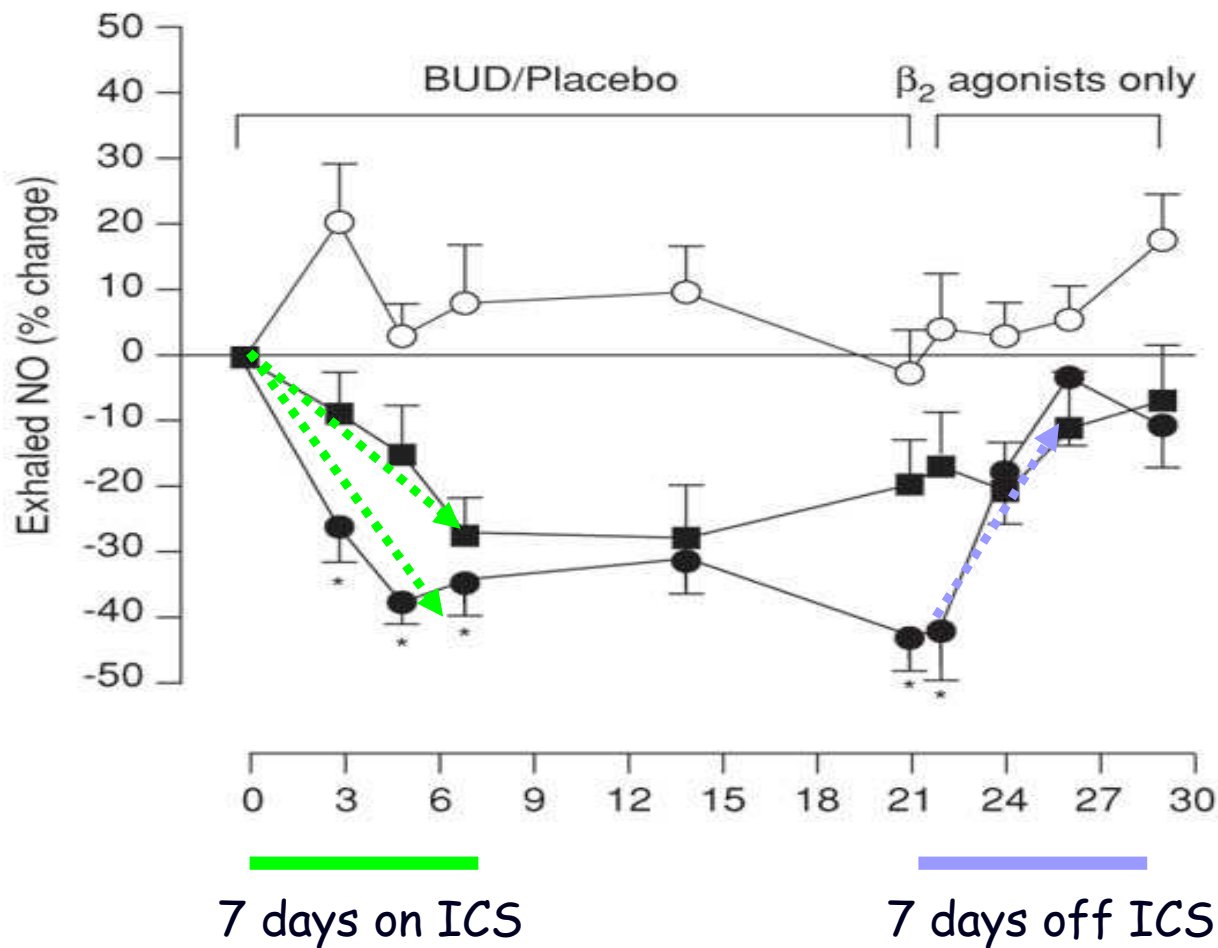 50
BUD/Placebo
β2 agonists only
40
30
20
10
0
-10
-20
-30
-40
-50
Exhaled NO (% change)
* * * * *
0 3 6 9 12 15 18 21 24 27 30
7 days on ICS
7 days off ICS